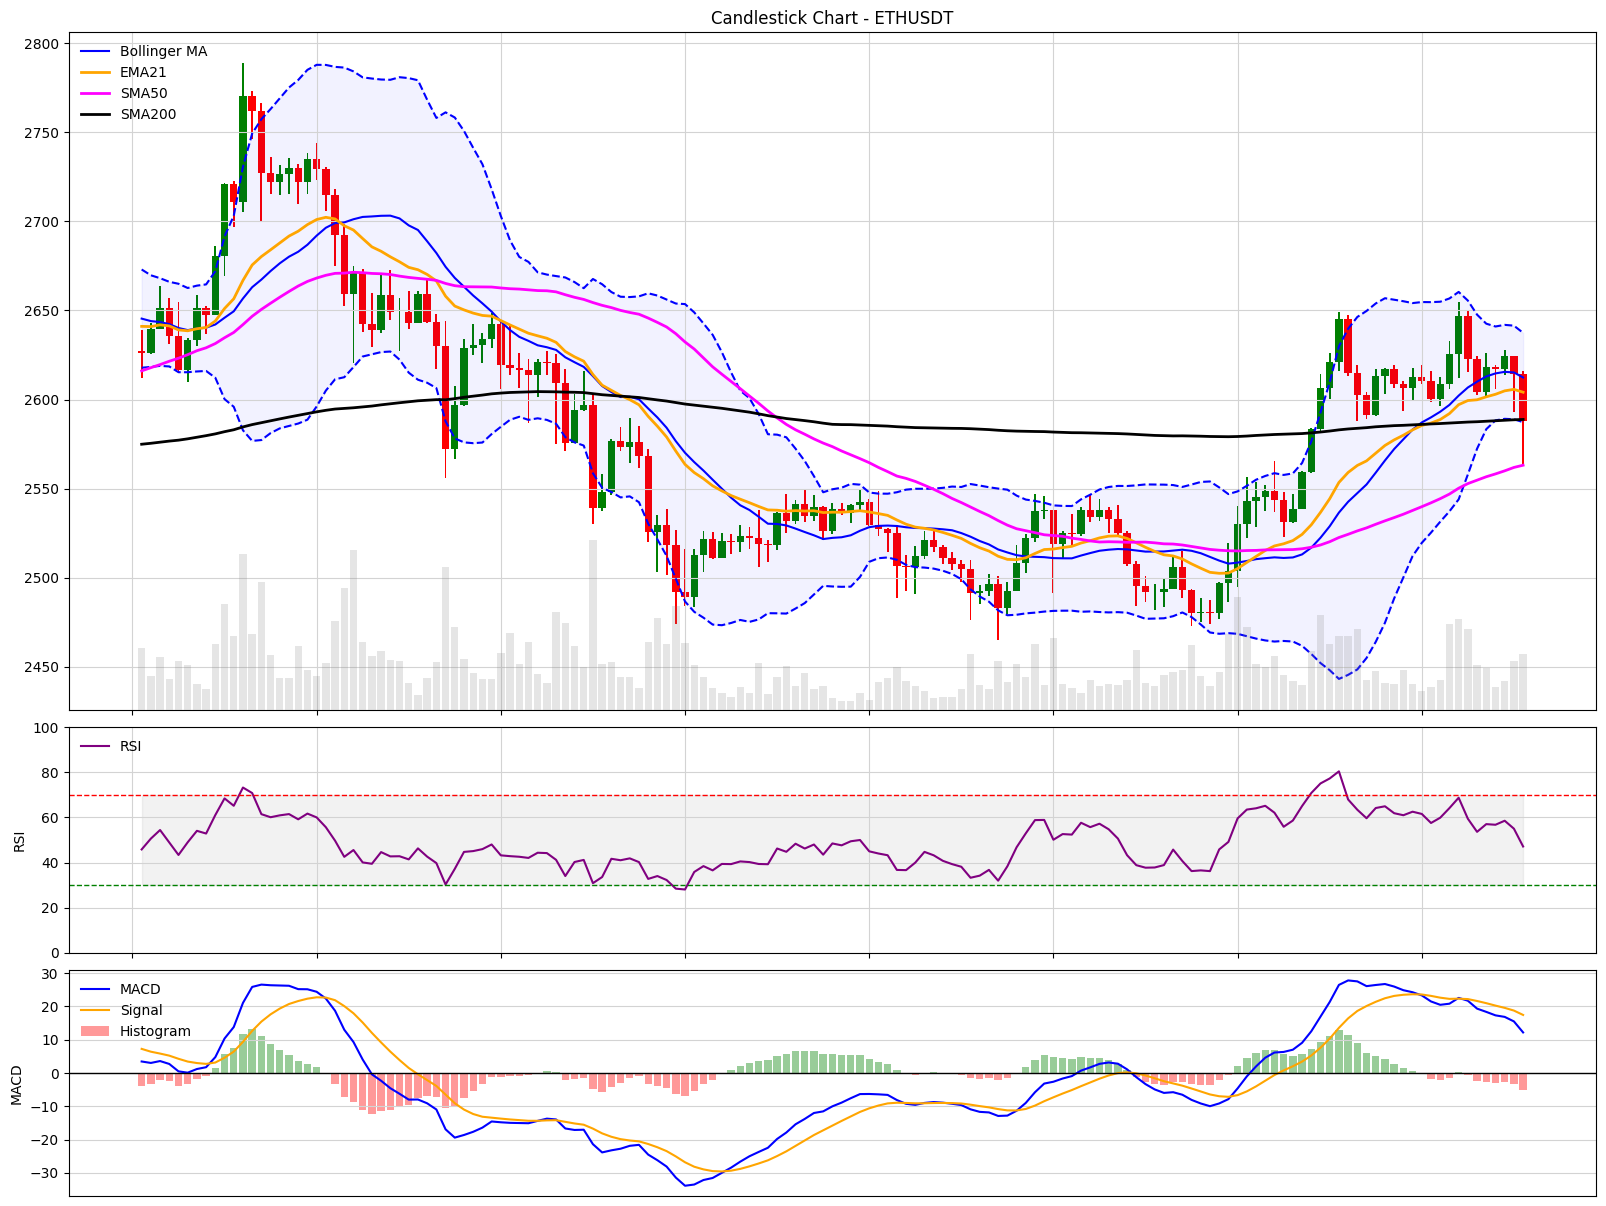 Candlestick Chart - ETHUSDT
Bollinger MA
EMA21
SMA50
SMA200
2800
2750
2700
2650
2600
2550
2500
2450
RSI
RSI
100
80
60
40
20
0
MACD
Signal
Histogram
MACD
30
20
10
0
−10
−20
−30